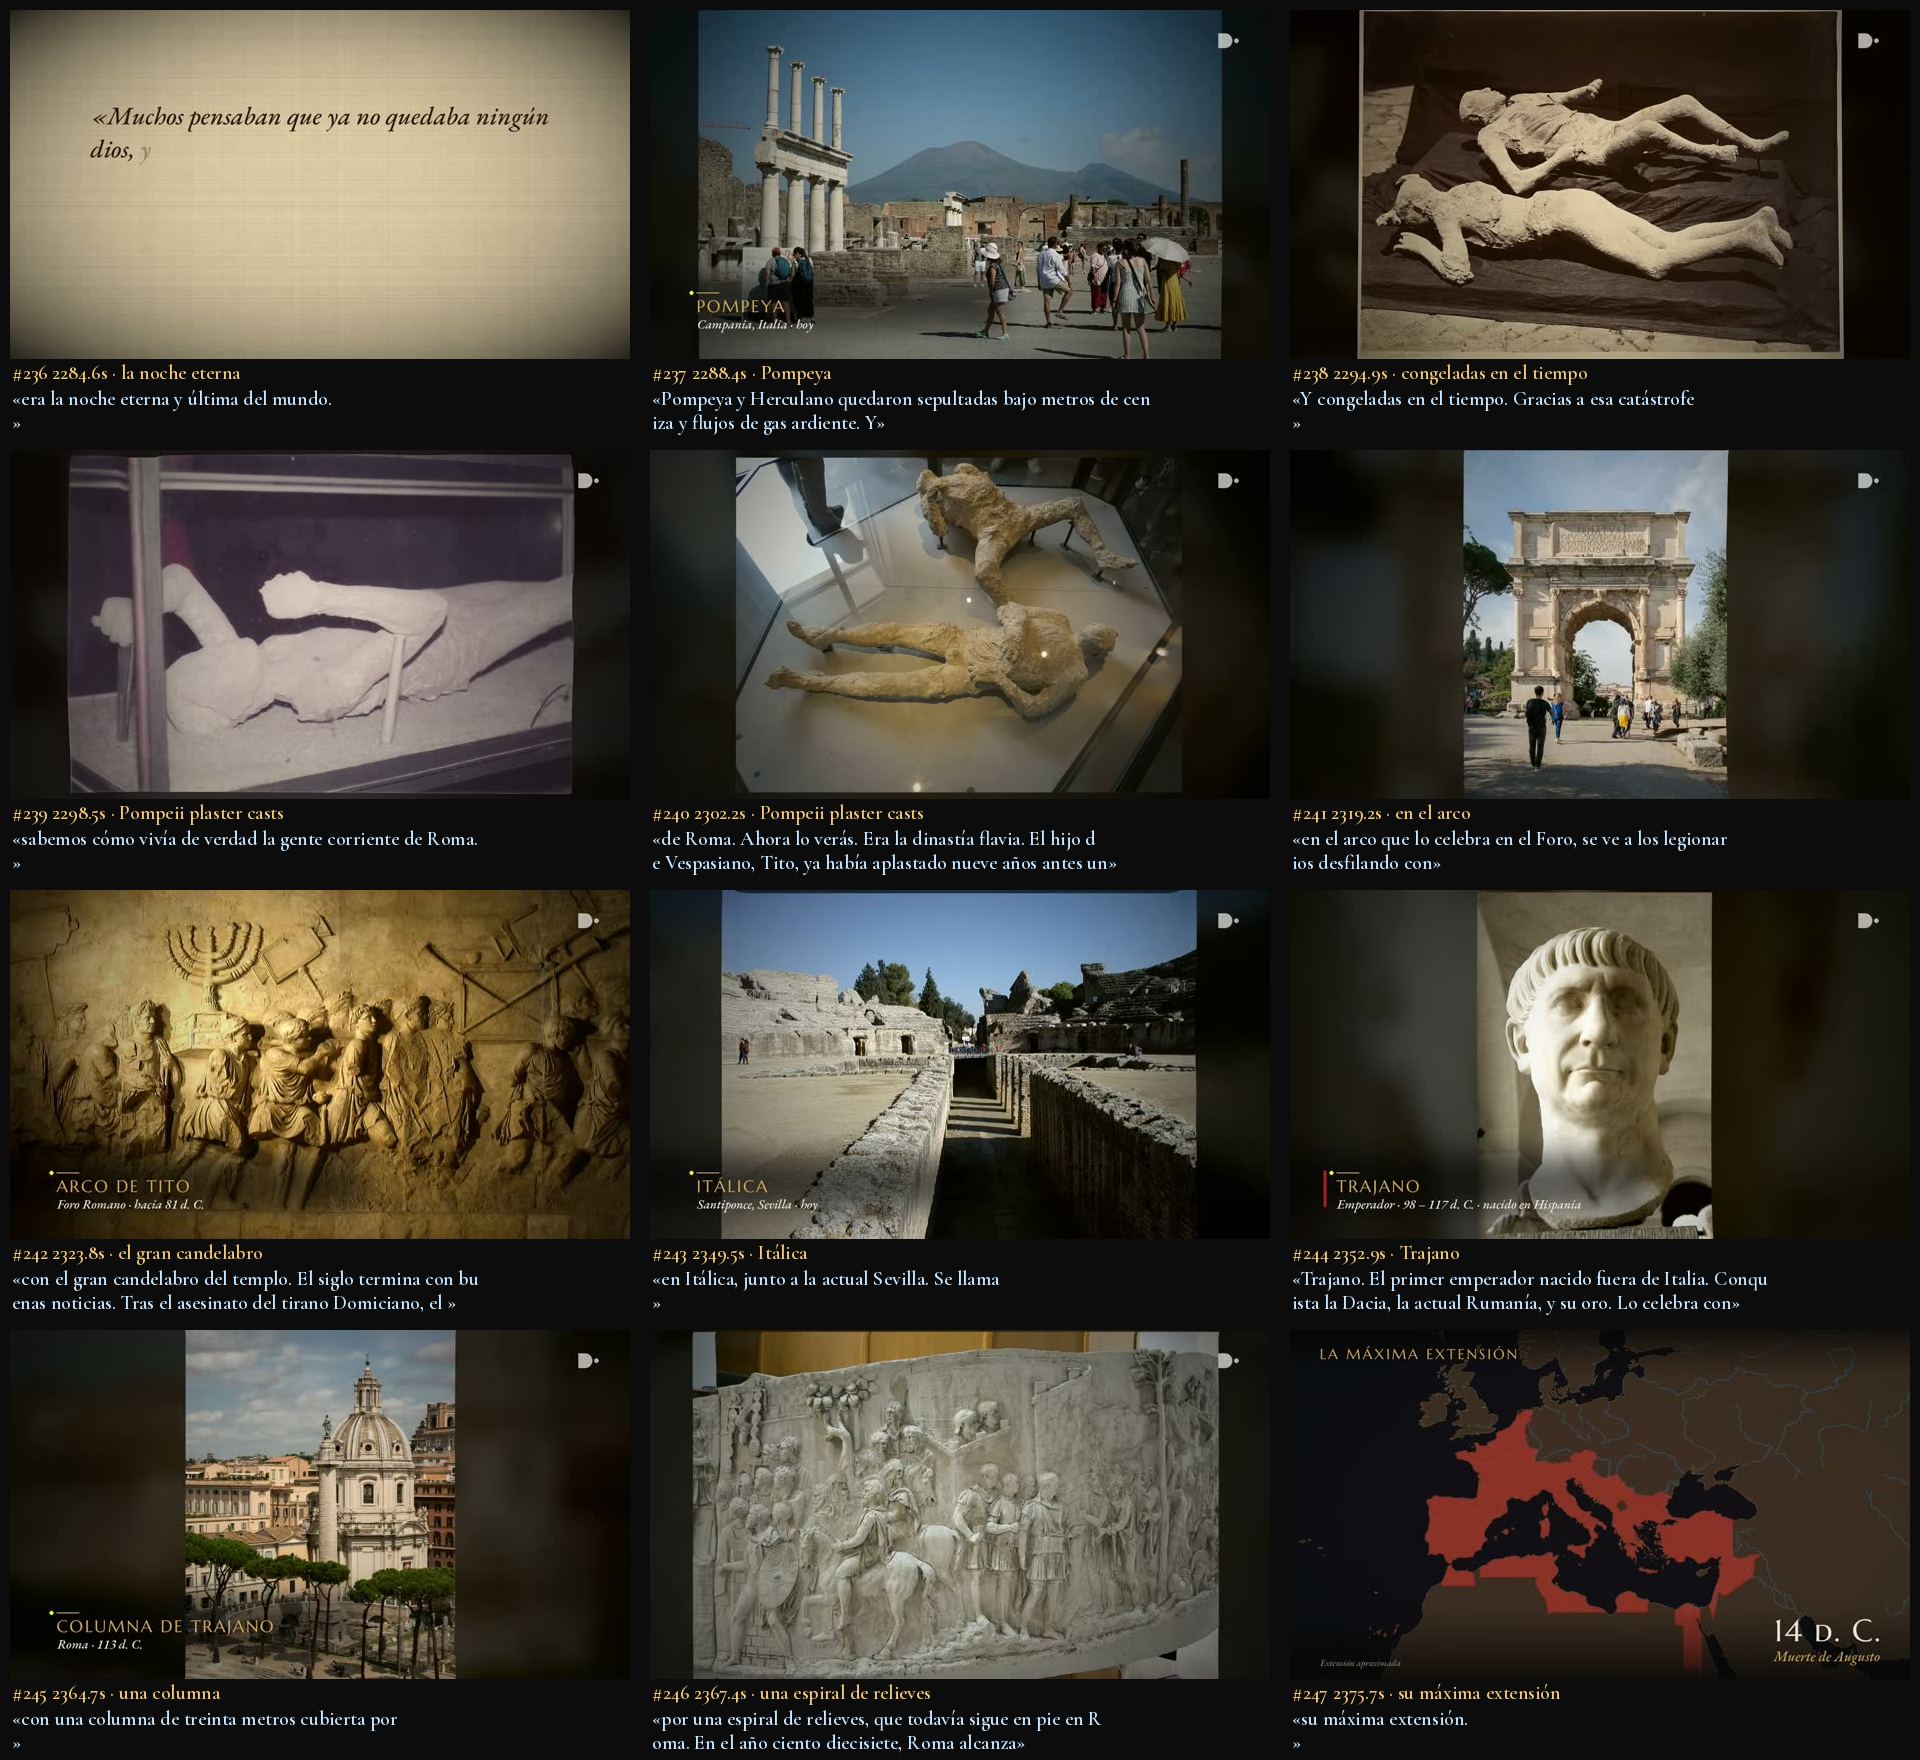 «Muchos pensaban que ya no quedaba ningún
dios, y
#236 2284.6s · la noche eterna
«era la noche eterna y última del mundo.
»
POMPEYA
Campania, Italia · hoy
#237 2288.4s · Pompeya
«Pompeya y Herculano quedaron sepultadas bajo metros de cen
iza y flujos de gas ardiente. Y»
#238 2294.9s · congeladas en el tiempo
«Y congeladas en el tiempo. Gracias a esa catástrofe
»
#239 2298.5s · Pompeii plaster casts
«sabemos cómo vivía de verdad la gente corriente de Roma.
»
#240 2302.2s · Pompeii plaster casts
«de Roma. Ahora lo verás. Era la dinastía flavia. El hijo d
e Vespasiano, Tito, ya había aplastado nueve años antes un»
#241 2319.2s · en el arco
«en el arco que lo celebra en el Foro, se ve a los legionar
ios desfilando con»
ARCO DE TITO
Foro Romano · hacia 81 d. C.
#242 2323.8s · el gran candelabro
«con el gran candelabro del templo. El siglo termina con bu
enas noticias. Tras el asesinato del tirano Domiciano, el »
ITÁLICA
Santiponce, Sevilla · hoy
#243 2349.5s · Itálica
«en Itálica, junto a la actual Sevilla. Se llama
»
TRAJANO
Emperador · 98 – 117 d. C. · nacido en Hispania
#244 2352.9s · Trajano
«Trajano. El primer emperador nacido fuera de Italia. Conqu
ista la Dacia, la actual Rumanía, y su oro. Lo celebra con»
COLUMNA DE TRAJANO
Roma · 113 d. C.
#245 2364.7s · una columna
«con una columna de treinta metros cubierta por
»
#246 2367.4s · una espiral de relieves
«por una espiral de relieves, que todavía sigue en pie en R
oma. En el año ciento diecisiete, Roma alcanza»
LA MÁXIMA EXTENSIÓN
14 D. C.
Muerte de Augusto
Extensión aproximada
#247 2375.7s · su máxima extensión
«su máxima extensión.
»